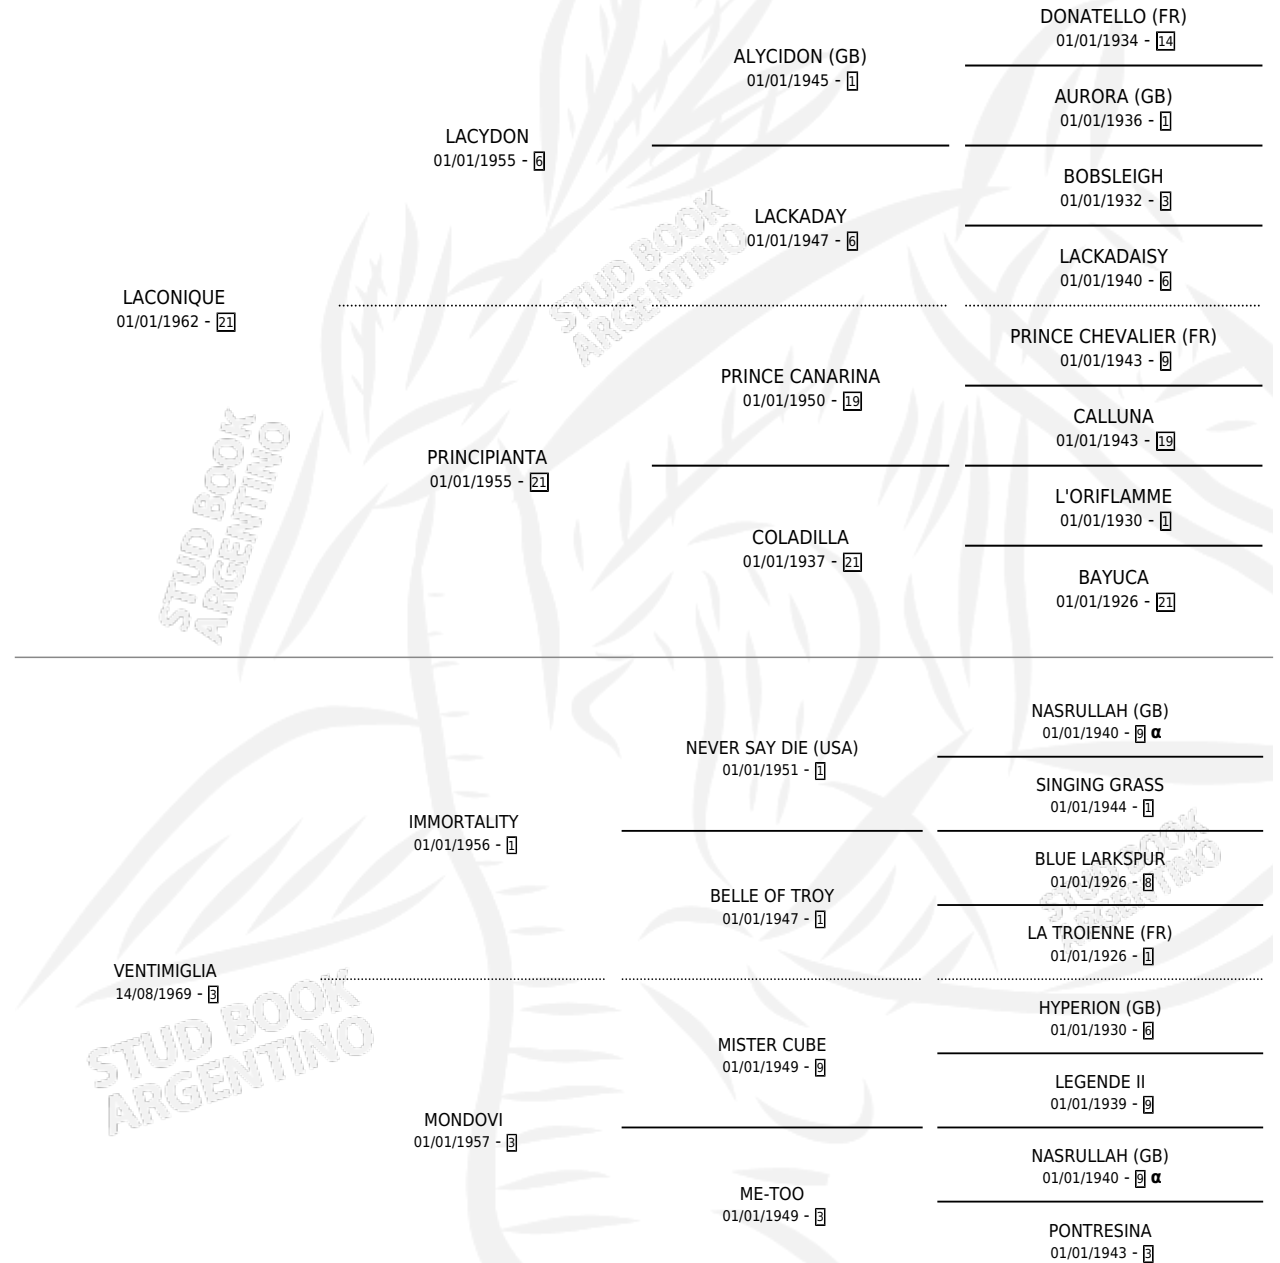 DONATELLO (FR)
01/01/1934 - 14
ALYCIDON (GB)
01/01/1945 - 1
AURORA (GB)
01/01/1936 - 1
LACYDON
01/01/1955 - 6
BOBSLEIGH
01/01/1932 - 3
LACKADAY
01/01/1947 - 6
LACKADAISY
01/01/1940 - 6
LACONIQUE
01/01/1962 - 21
PRINCE CHEVALIER (FR)
01/01/1943 - 9
PRINCE CANARINA
01/01/1950 - 19
CALLUNA
01/01/1943 - 19
PRINCIPIANTA
01/01/1955 - 21
L'ORIFLAMME
01/01/1930 - 1
COLADILLA
01/01/1937 - 21
BAYUCA
01/01/1926 - 21
NASRULLAH (GB)
01/01/1940 - 9 α
NEVER SAY DIE (USA)
01/01/1951 - 1
SINGING GRASS
01/01/1944 - 1
IMMORTALITY
01/01/1956 - 1
BLUE LARKSPUR
01/01/1926 - 8
BELLE OF TROY
01/01/1947 - 1
LA TROIENNE (FR)
01/01/1926 - 1
VENTIMIGLIA
14/08/1969 - 3
HYPERION (GB)
01/01/1930 - 6
MISTER CUBE
01/01/1949 - 9
LEGENDE II
01/01/1939 - 9
MONDOVI
01/01/1957 - 3
NASRULLAH (GB)
01/01/1940 - 9 α
ME-TOO
01/01/1949 - 3
PONTRESINA
01/01/1943 - 3
STUD BOOK
ARGENTINO
STUD BOOK
ARGENTINO
STUD BOOK
ARGENTINO
STUD BOOK
ARGENTINO